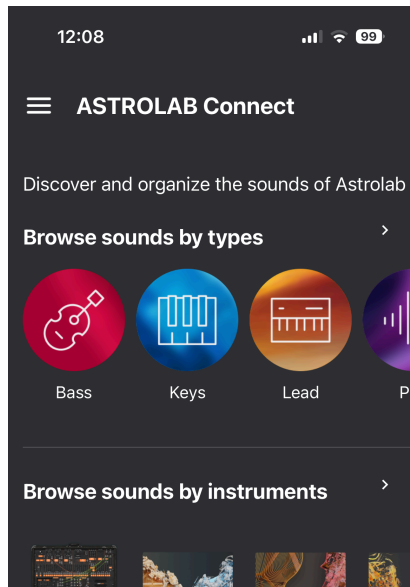 12:08
99
ASTROLAB Connect
Discover and organize the sounds of Astrolab
Browse sounds by types
Bass
Keys
Lead
P
Browse sounds by instruments